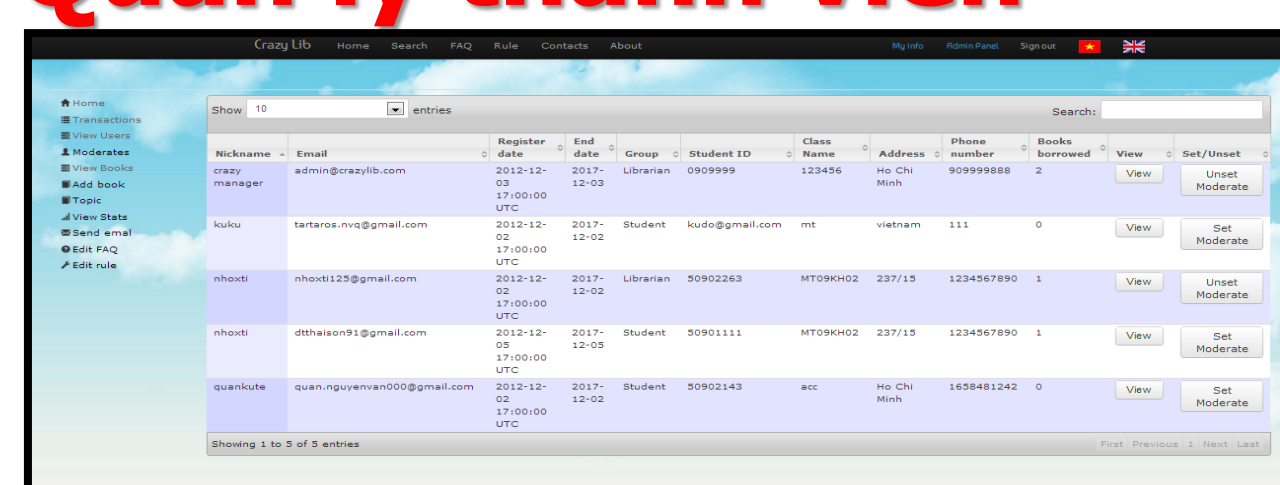 Quản lý thành viên
Crazy Lib Home Search FAQ Rule Contacts About My info Admin Panel Sign out
Home
Transactions
View Users
Moderates
View Books
Add book
Topic
View Stats
Send emal
Edit FAQ
Edit rule
Show 10 entries Search:
Nickname Email Register date End date Group Student ID Class Name Address Phone number Books borrowed View Set/Unset
crazy manager admin@crazylib.com 2012-12-03 17:00:00 UTC 2017-12-03 Librarian 0909999 123456 Ho Chi Minh 909999888 2 View Unset Moderate
kuku tartaros.nvq@gmail.com 2012-12-02 17:00:00 UTC 2017-12-02 Student kudo@gmail.com mt vietnam 111 0 View Set Moderate
nhoxti nhoxti125@gmail.com 2012-12-02 17:00:00 UTC 2017-12-02 Librarian 50902263 MT09KH02 237/15 1234567890 1 View Unset Moderate
nhoxti dtthaison91@gmail.com 2012-12-05 17:00:00 UTC 2017-12-05 Student 50901111 MT09KH02 237/15 1234567890 1 View Set Moderate
quankute quan.nguyenvan000@gmail.com 2012-12-02 17:00:00 UTC 2017-12-02 Student 50902143 acc Ho Chi Minh 1658481242 0 View Set Moderate
Showing 1 to 5 of 5 entries First Previous 1 Next Last